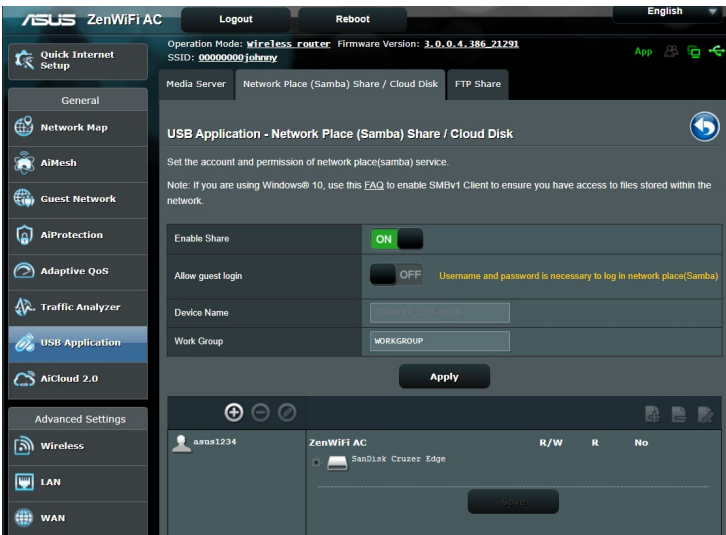 ASUS ZenWiFi AC
Logout
Reboot
English
Quick Internet
Setup
Operation Mode: Wireless router Firmware Version: 3.0.0.4.386_21291
SSID: 00000000johnny
App
Media Server
Network Place (Samba) Share / Cloud Disk
FTP Share
General
Network Map
AiMesh
Guest Network
AiProtection
Adaptive QoS
Traffic Analyzer
USB Application
AiCloud 2.0
Advanced Settings
Wireless
LAN
WAN
USB Application - Network Place (Samba) Share / Cloud Disk
Set the account and permission of network place(samba) service.
Note: If you are using Windows® 10, use this FAQ to enable SMBv1 Client to ensure you have access to files stored within the
network.
Enable Share
ON
Allow guest login
OFF
Username and password is necessary to log in network place(Samba)
Device Name
Work Group
WORKGROUP
Apply
asus1234
ZenWiFi AC
R/W
R
No
SanDisk Cruzer Edge
Save